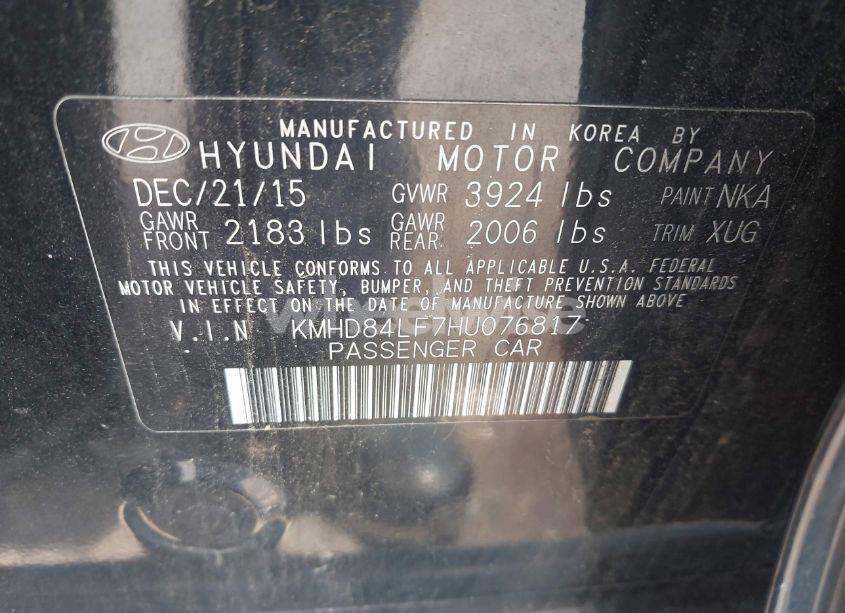 MANUFACTURED IN KOREA BY
HYUNDAI MOTOR COMPANY
DEC/21/15 GVWR 3924 lbs PAINT NKA
GAWR FRONT 2183 lbs GAWR REAR 2006 lbs TRIM XUG
THIS VEHICLE CONFORMS TO ALL APPLICABLE U.S.A. FEDERAL
MOTOR VEHICLE SAFETY, BUMPER, AND THEFT PREVENTION STANDARDS
IN EFFECT ON THE DATE OF MANUFACTURE SHOWN ABOVE
V.I.N KMHD84LF7HU076817
PASSENGER CAR